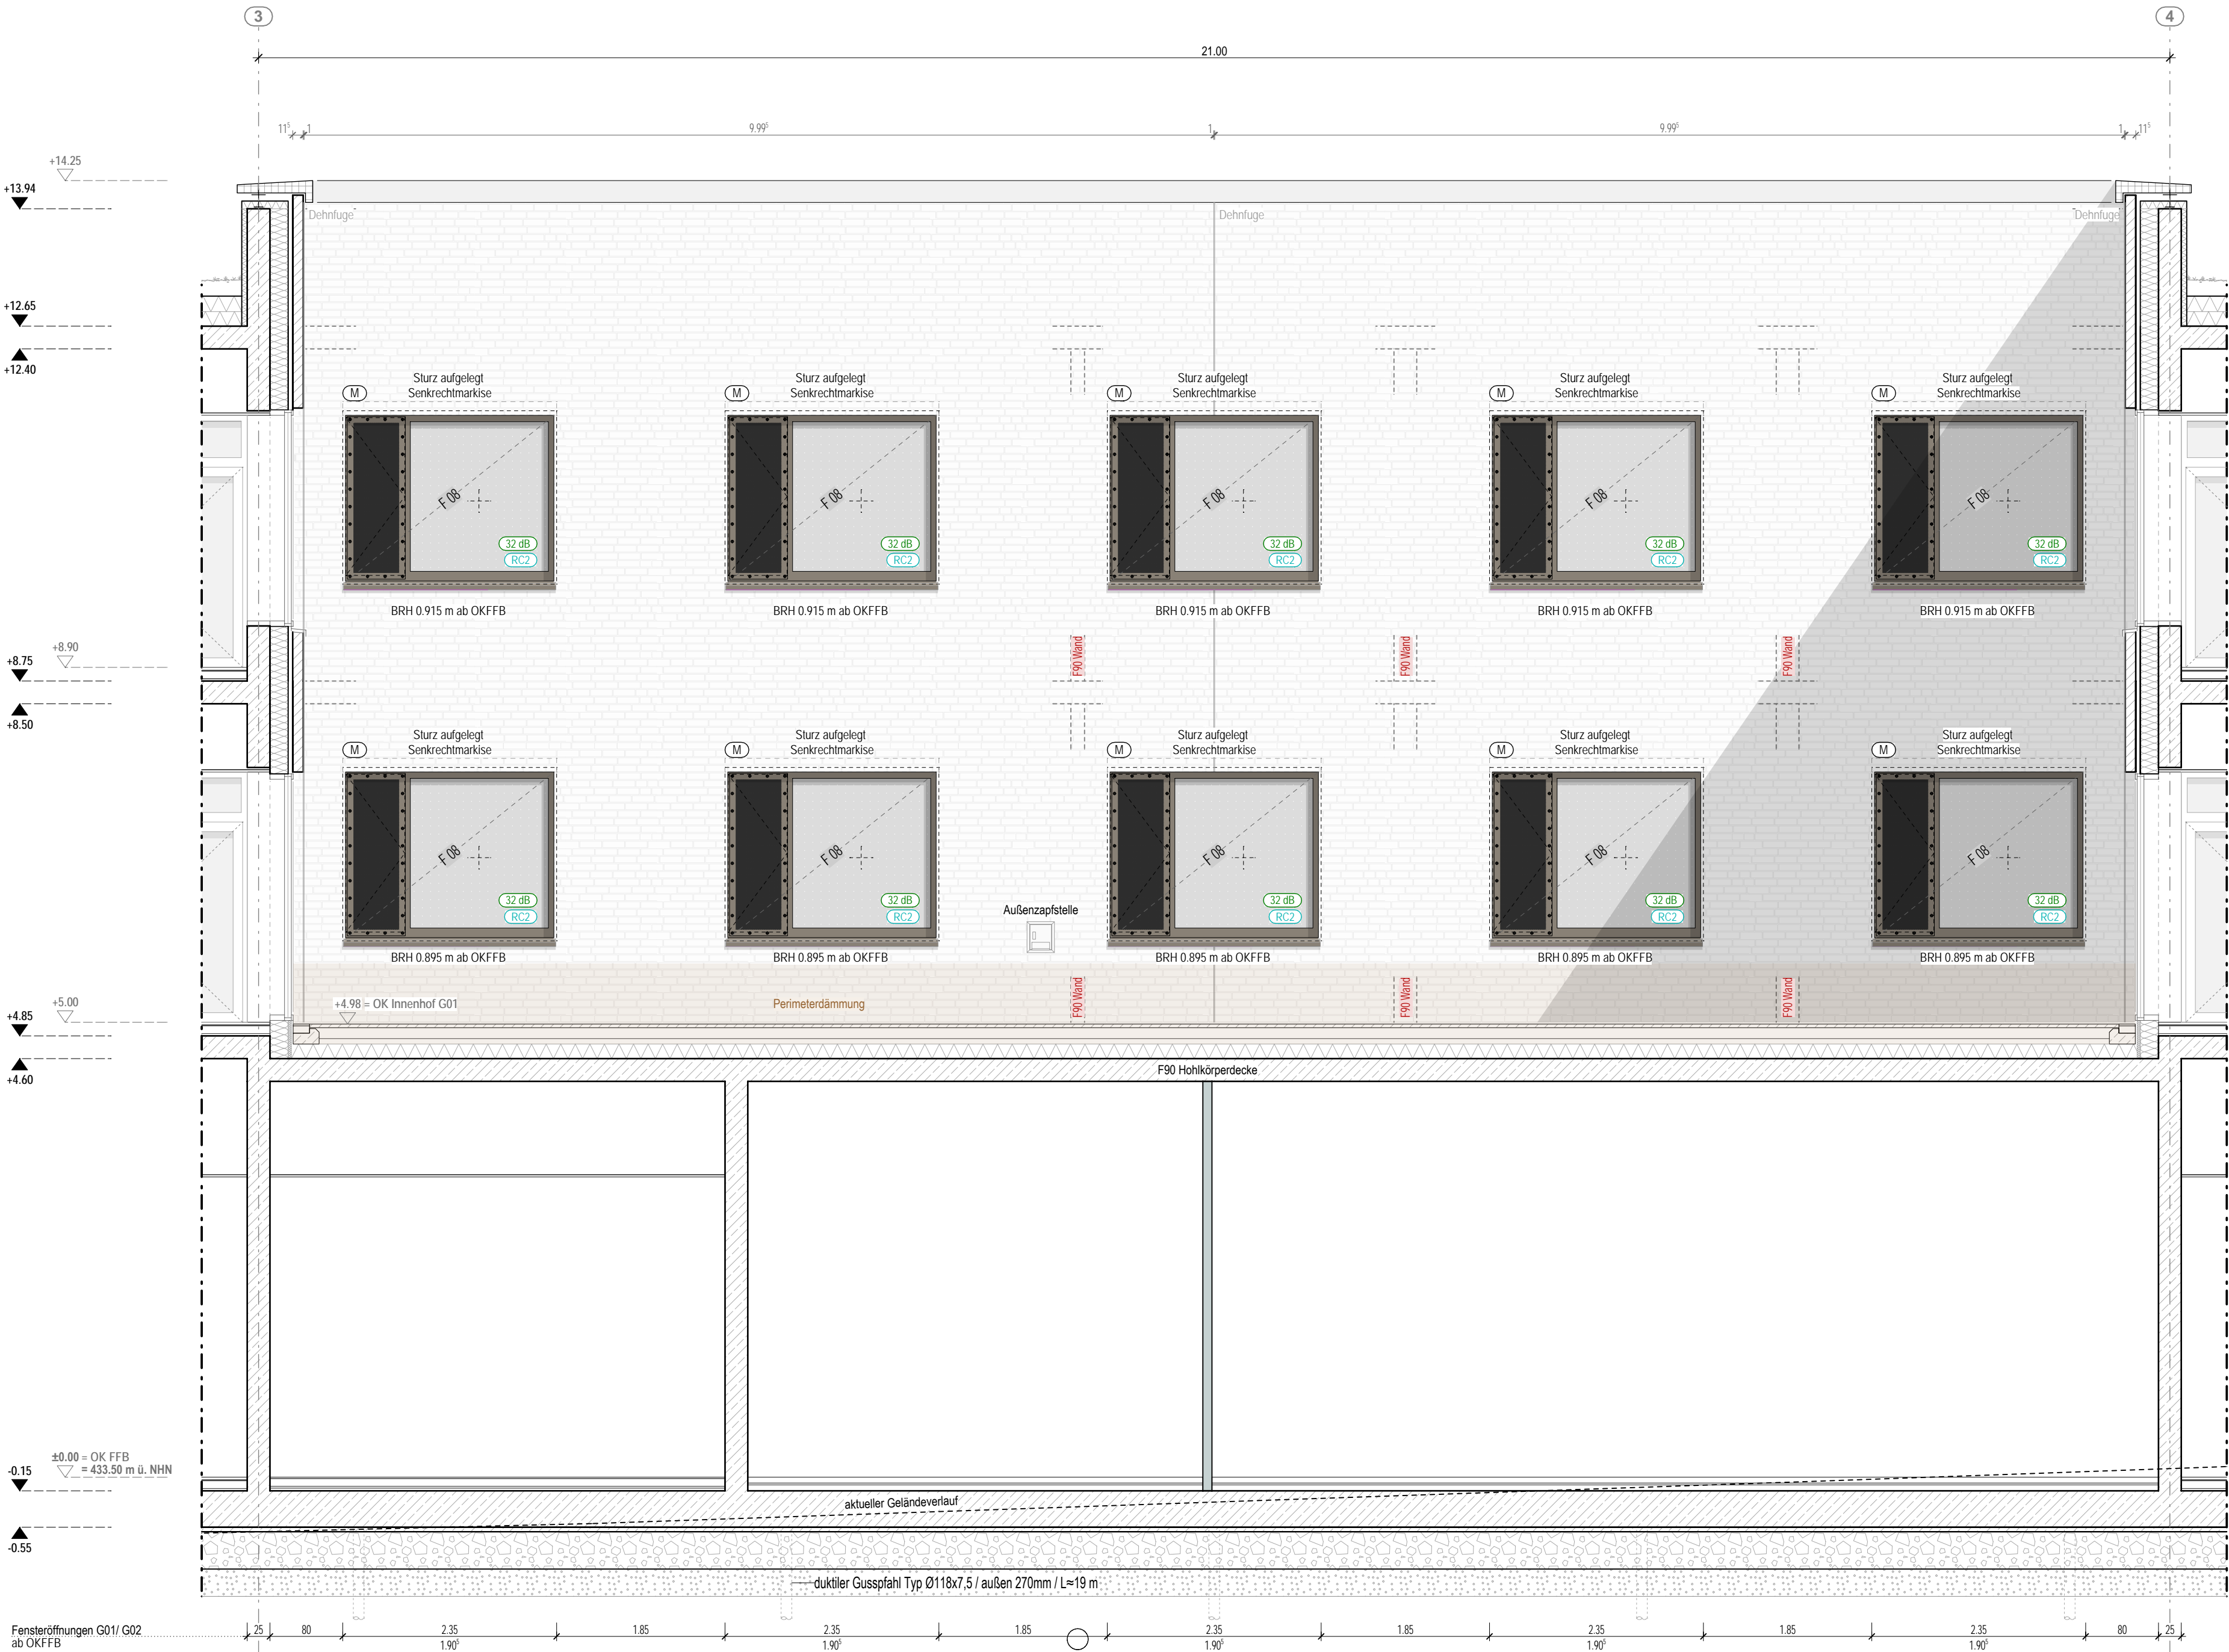 3
4
21.00
11⁵
1
9.99⁵
1
9.99⁵
1
11⁵
+14.25
+13.94
Dehnfuge
Dehnfuge
Dehnfuge
+12.65
+12.40
M
Sturz aufgelegt
Senkrechtmarkise
M
Sturz aufgelegt
Senkrechtmarkise
M
Sturz aufgelegt
Senkrechtmarkise
M
Sturz aufgelegt
Senkrechtmarkise
M
Sturz aufgelegt
Senkrechtmarkise
F 08
F 08
F 08
F 08
F 08
32 dB
32 dB
32 dB
32 dB
32 dB
RC2
RC2
RC2
RC2
RC2
BRH 0.915 m ab OKFFB
BRH 0.915 m ab OKFFB
BRH 0.915 m ab OKFFB
BRH 0.915 m ab OKFFB
BRH 0.915 m ab OKFFB
+8.90
+8.75
F90 Wand
F90 Wand
F90 Wand
+8.50
M
Sturz aufgelegt
Senkrechtmarkise
M
Sturz aufgelegt
Senkrechtmarkise
M
Sturz aufgelegt
Senkrechtmarkise
M
Sturz aufgelegt
Senkrechtmarkise
M
Sturz aufgelegt
Senkrechtmarkise
F 08
F 08
F 08
F 08
F 08
32 dB
32 dB
32 dB
32 dB
32 dB
RC2
RC2
RC2
RC2
RC2
Außenzapfstelle
BRH 0.895 m ab OKFFB
BRH 0.895 m ab OKFFB
BRH 0.895 m ab OKFFB
BRH 0.895 m ab OKFFB
BRH 0.895 m ab OKFFB
+5.00
+4.98 = OK Innenhof G01
Perimeterdämmung
F90 Wand
F90 Wand
F90 Wand
+4.85
+4.60
F90 Hohlkörperdecke
±0.00 = OK FFB
= 433.50 m ü. NHN
-0.15
aktueller Geländeverlauf
-0.55
duktiler Gusspfahl Typ Ø118x7,5 / außen 270mm / L≈19 m
Fensteröffnungen G01/ G02
ab OKFFB
25
80
2.35
1.90⁵
1.85
2.35
1.90⁵
1.85
2.35
1.90⁵
1.85
2.35
1.90⁵
1.85
2.35
1.90⁵
80
25